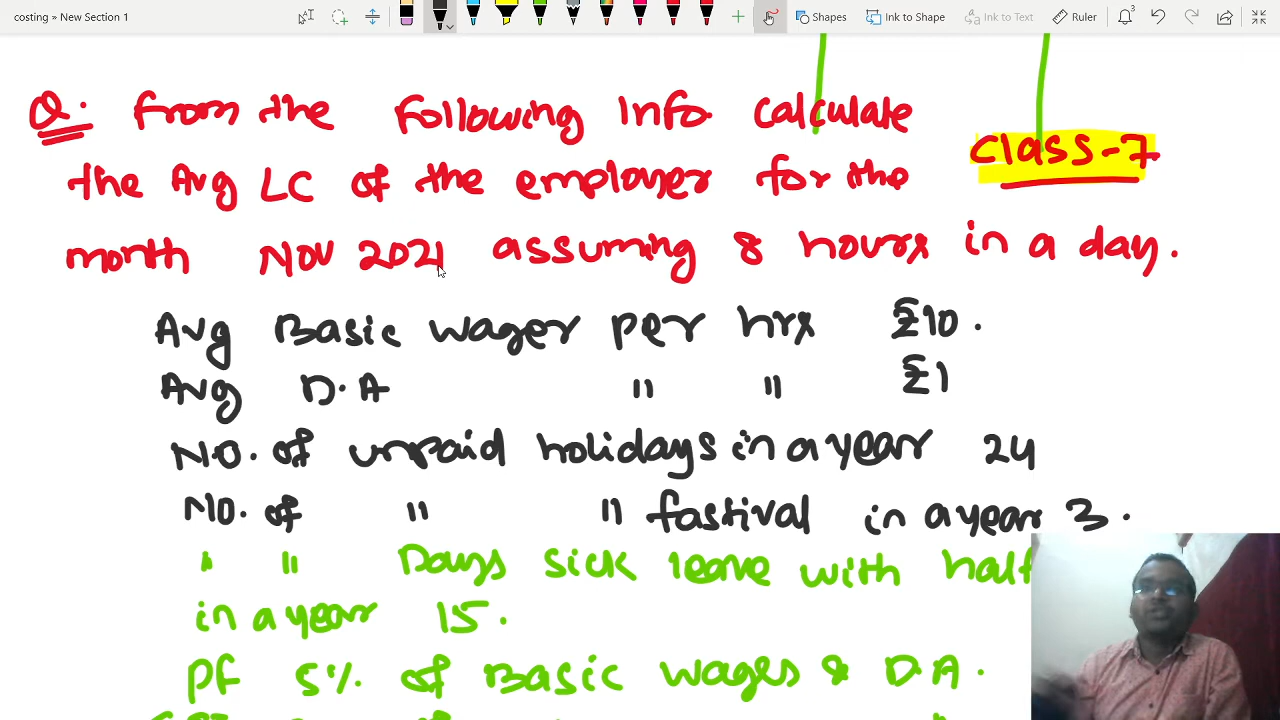 costing » New Section 1
Shapes
Ink to Shape
Ink to Text
Ruler
Q. From the Following Info. Calculate
the Avg LC of the employer for the
month Nov 2021 assuming 8 hours in a day.
Class-7
Avg Basic wager per hrs ₹10.
Avg D.A " " ₹1
No. of unpaid holidays in a year 24
No. of " " fastival in a year 3.
" " Days sick leave with half
in a year 15.
Pf 5%. of Basic wages & D.A.